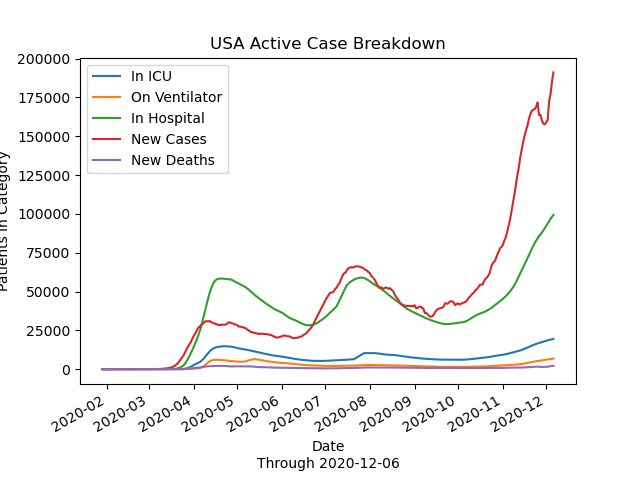 USA Active Case Breakdown
200000
175000
150000
125000
100000
75000
50000
25000
0
Patients in Category
In ICU
On Ventilator
In Hospital
New Cases
New Deaths
2020-02
2020-03
2020-04
2020-05
2020-06
2020-07
2020-08
2020-09
2020-10
2020-11
2020-12
Date
Through 2020-12-06